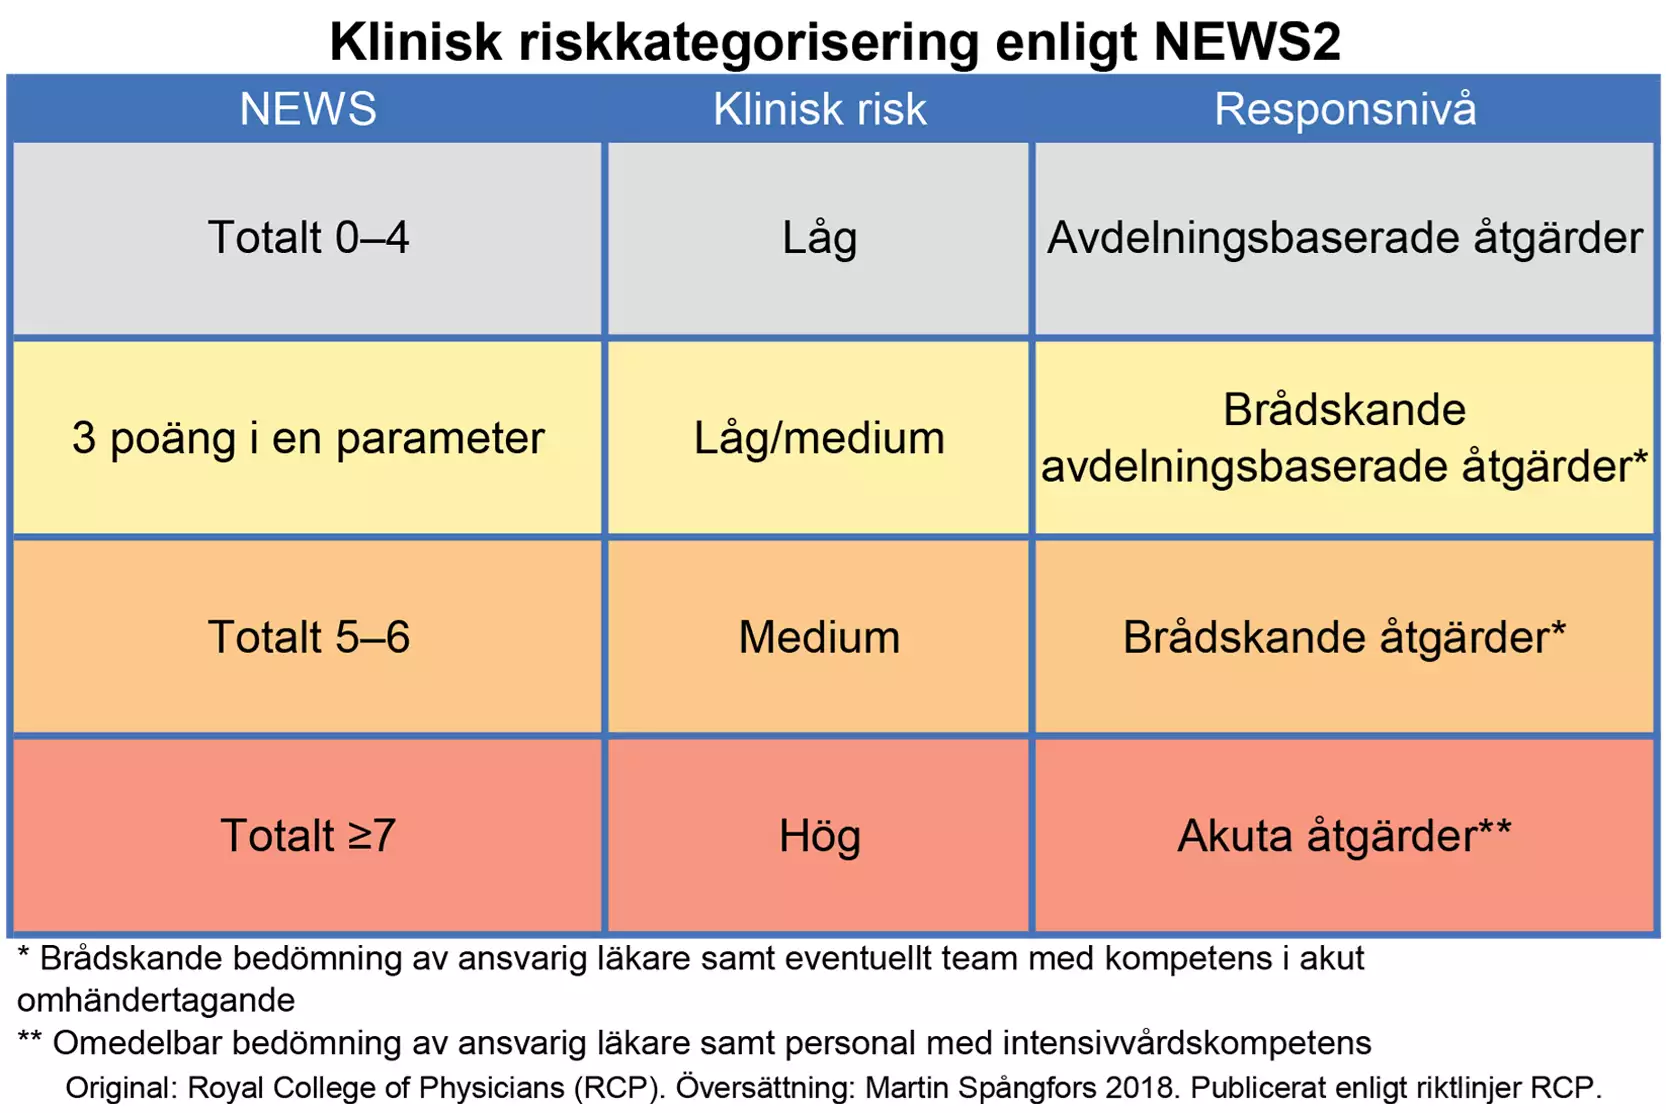 Klinisk riskkategorisering enligt NEWS2
NEWS Klinisk risk Responsnivå
Totalt 0–4 Låg Avdelningsbaserade åtgärder
3 poäng i en parameter Låg/medium Brådskande
avdelningsbaserade åtgärder*
Totalt 5–6 Medium Brådskande åtgärder*
Totalt ≥7 Hög Akuta åtgärder**
* Brådskande bedömning av ansvarig läkare samt eventuellt team med kompetens i akut
omhändertagande
** Omedelbar bedömning av ansvarig läkare samt personal med intensivvårdskompetens
Original: Royal College of Physicians (RCP). Översättning: Martin Spångfors 2018. Publicerat enligt riktlinjer RCP.